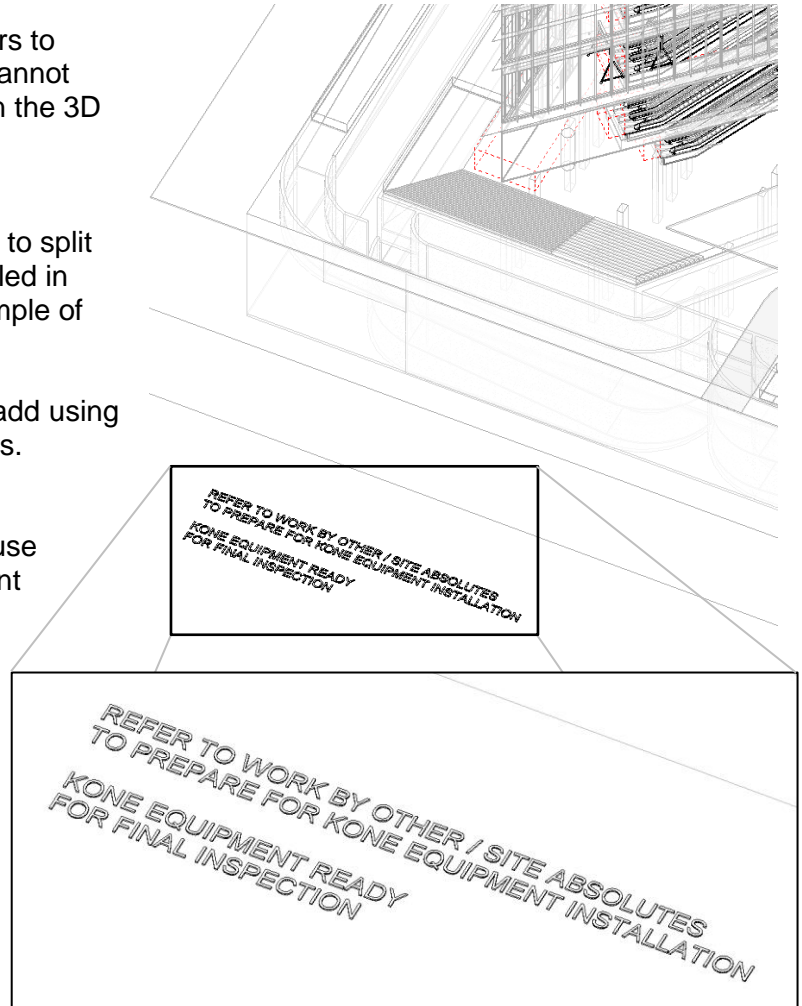 rs to
annot
n the 3D
to split
led in
mple of
add using
s.
use
nt
REFER TO WORK BY OTHER / SITE ABSOLUTES
TO PREPARE FOR KONE EQUIPMENT INSTALLATION
KONE EQUIPMENT READY
FOR FINAL INSPECTION
REFER TO WORK BY OTHER / SITE ABSOLUTES
TO PREPARE FOR KONE EQUIPMENT INSTALLATION
KONE EQUIPMENT READY
FOR FINAL INSPECTION